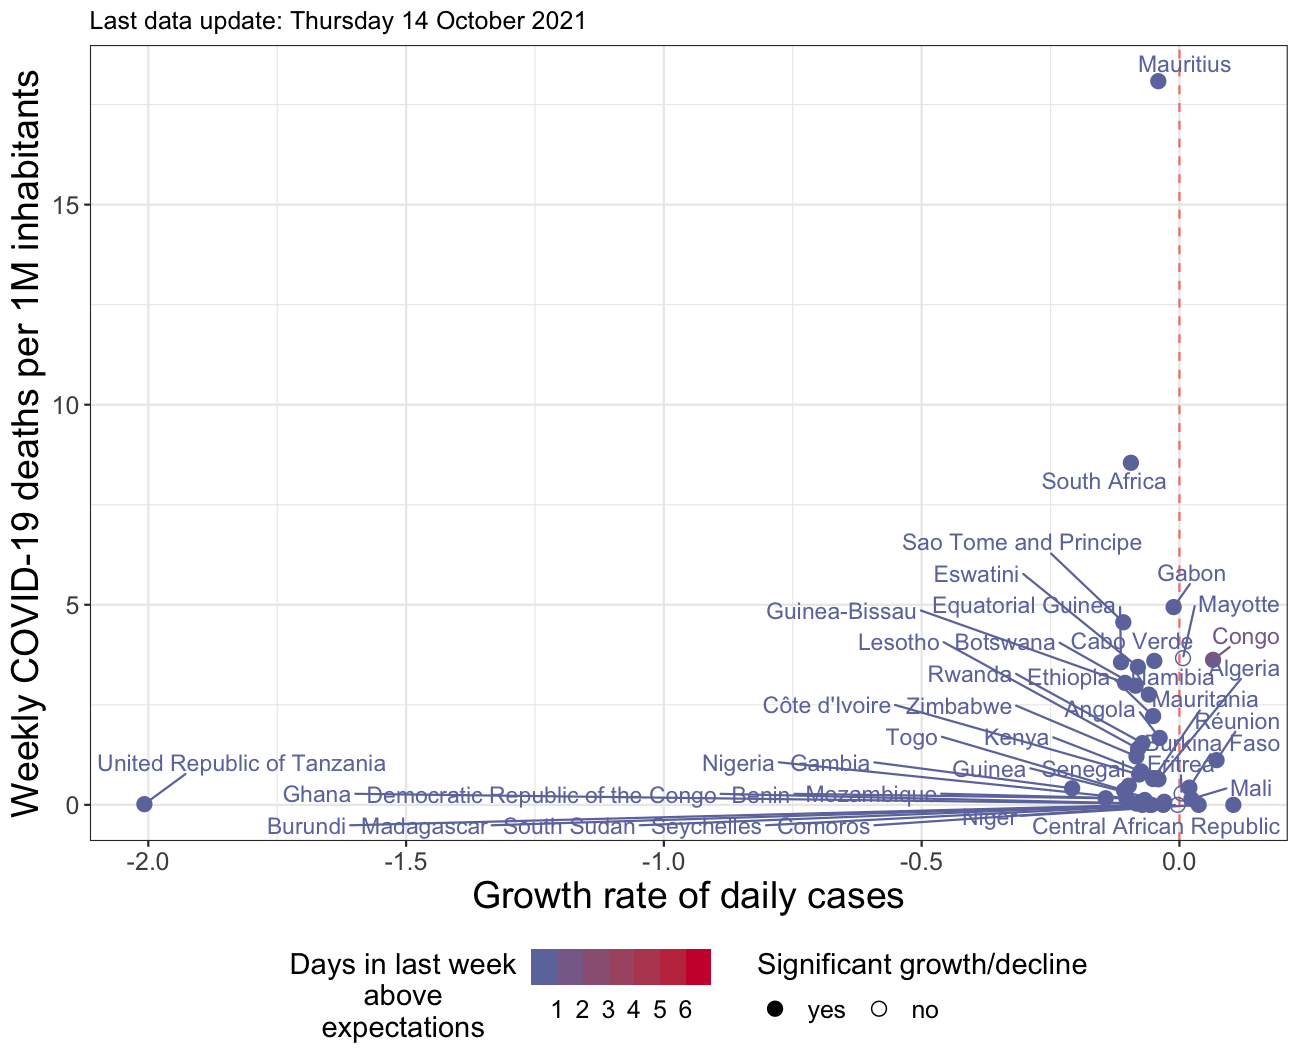 Last data update: Thursday 14 October 2021
Weekly COVID-19 deaths per 1M inhabitants
15
10
5
0
Mauritius
South Africa
Sao Tome and Principe
Eswatini
Gabon
Guinea-Bissau
Equatorial Guinea
Mayotte
Lesotho
Botswana
Cabo Verde
Congo
Rwanda
Ethiopia
Namibia
Algeria
Côte d'Ivoire
Zimbabwe
Angola
Mauritania
Réunion
Togo
Kenya
Burkina Faso
United Republic of Tanzania
Nigeria
Gambia
Guinea
Senegal
Eritrea
Ghana
Democratic Republic of the Congo
Benin
Mozambique
Mali
Burundi
Madagascar
South Sudan
Seychelles
Comoros
Niger
Central African Republic
-2.0
-1.5
-1.0
-0.5
0.0
Growth rate of daily cases
Days in last week
above
expectations
1 2 3 4 5 6
Significant growth/decline
yes
no